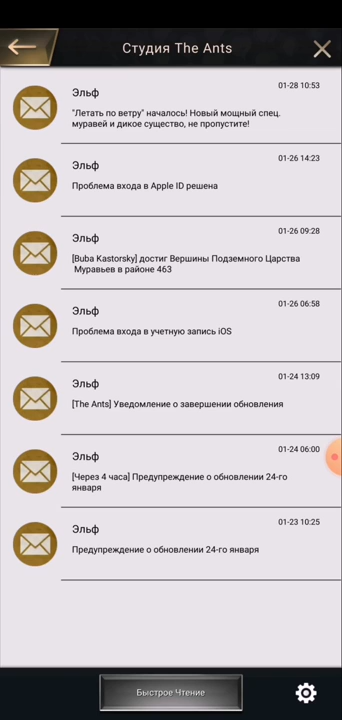 Студия The Ants
01-28 10:53
Эльф
"Летать по ветру" началось! Новый мощный спец.
муравей и дикое существо, не пропустите!
01-26 14:23
Эльф
Проблема входа в Apple ID решена
01-26 09:28
Эльф
[Buba Kastorsky] достиг Вершины Подземного Царства
Муравьев в районе 463
01-26 06:58
Эльф
Проблема входа в учетную запись iOS
01-24 13:09
Эльф
[The Ants] Уведомление о завершении обновления
01-24 06:00
Эльф
[Через 4 часа] Предупреждение о обновлении 24-го
января
01-23 10:25
Эльф
Предупреждение о обновлении 24-го января
Быстрое Чтение